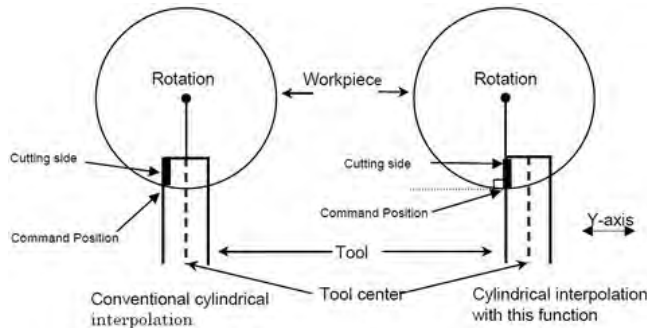 Rotation
Workpiece
Rotation
Cutting side
Cutting side
Command Position
Command Position
Y-axis
Tool
Tool center
Conventional cylindrical
interpolation
Cylindrical interpolation
with this function